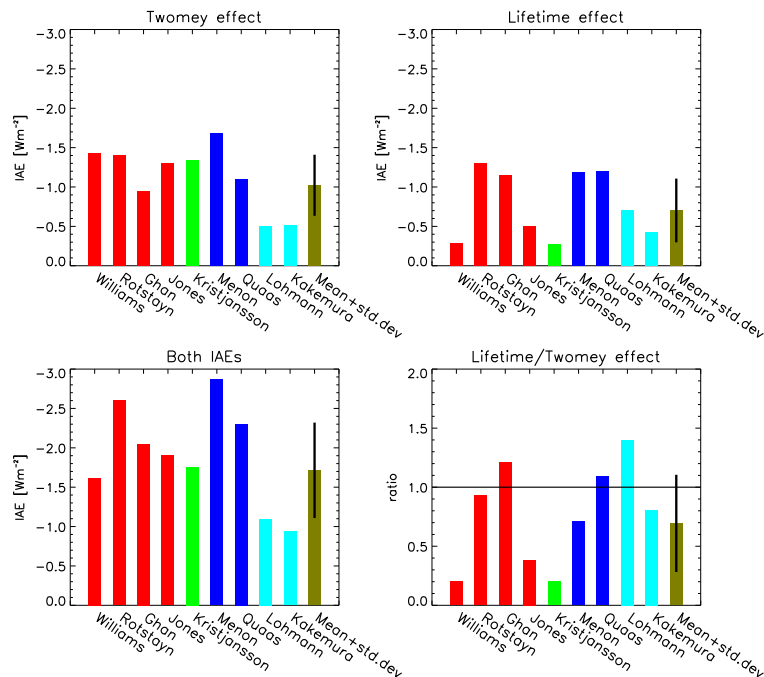 Twomey effect
IAE [Wm⁻²]
−3.0
−2.5
−2.0
−1.5
−1.0
−0.5
0.0
Williams
Rotstayn
Ghan
Jones
Kristjansson
Menon
Quaas
Lohmann
Kakemura
Mean+std.dev
Lifetime effect
IAE [Wm⁻²]
−3.0
−2.5
−2.0
−1.5
−1.0
−0.5
0.0
Williams
Rotstayn
Ghan
Jones
Kristjansson
Menon
Quaas
Lohmann
Kakemura
Mean+std.dev
Both IAEs
IAE [Wm⁻²]
−3.0
−2.5
−2.0
−1.5
−1.0
−0.5
0.0
Williams
Rotstayn
Ghan
Jones
Kristjansson
Menon
Quaas
Lohmann
Kakemura
Mean+std.dev
Lifetime/Twomey effect
ratio
2.0
1.5
1.0
0.5
0.0
Williams
Rotstayn
Ghan
Jones
Kristjansson
Menon
Quaas
Lohmann
Kakemura
Mean+std.dev